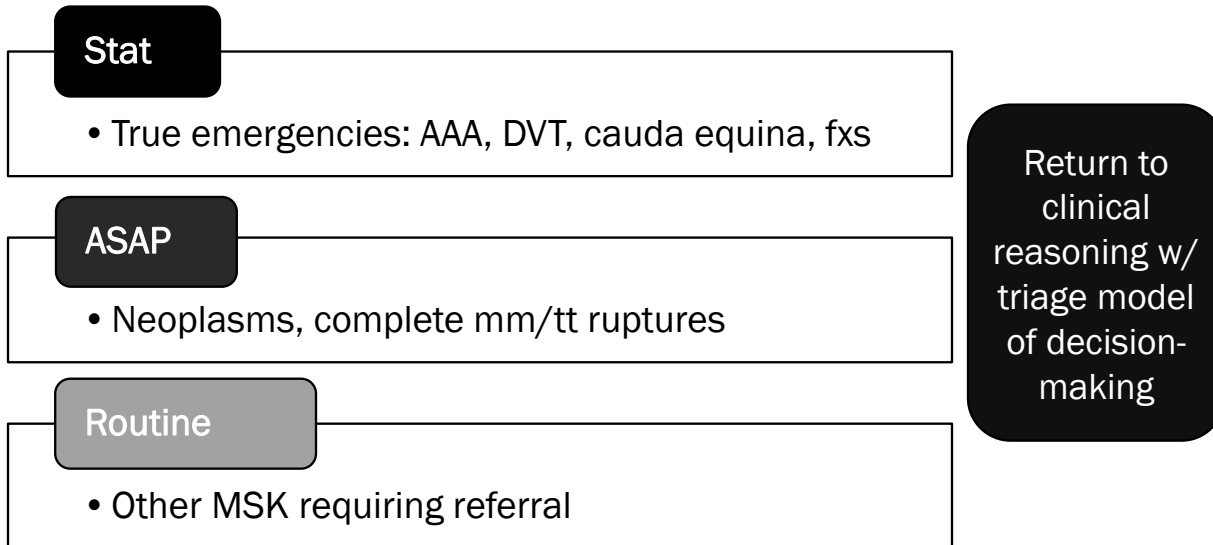 Stat
• True emergencies: AAA, DVT, cauda equina, fxs
ASAP
• Neoplasms, complete mm/tt ruptures
Routine
• Other MSK requiring referral
Return to
clinical
reasoning w/
triage model
of decision-
making